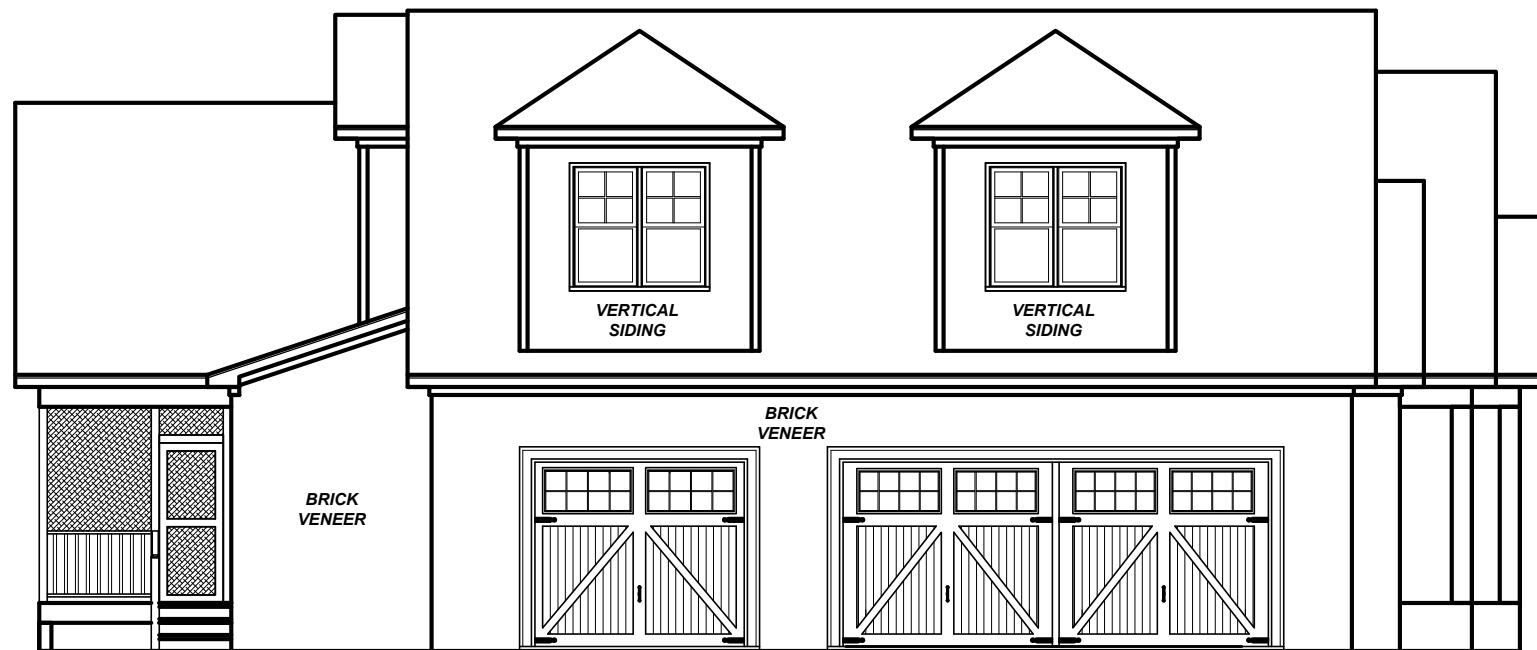 VERTICAL
SIDING
VERTICAL
SIDING
BRICK
VENEER
BRICK
VENEER